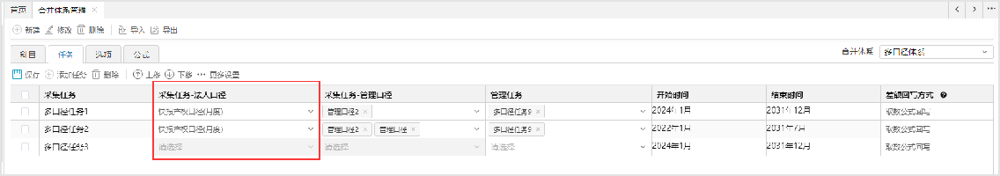 首页 合并体系管理 ×
新建 修改 删除 导入 导出
科目 任务 选项 公式 合并体系 多口径体系
保存 添加任务 删除 上移 下移 更多设置
采集任务 采集任务-法人口径 采集任务-管理口径 管理任务 开始时间 结束时间 差额回写方式
多口径任务1 快报产权口径(月度) 管理口径2 × 多口径任务9 × 2024年1月 2031年12月 取数公式回写
多口径任务2 快报产权口径(月度) 管理口径2 × 管理口径 × 多口径任务9 × 2022年1月 2031年7月 取数公式回写
多口径任务3 请选择 请选择 请选择 2024年1月 2031年12月 取数公式回写